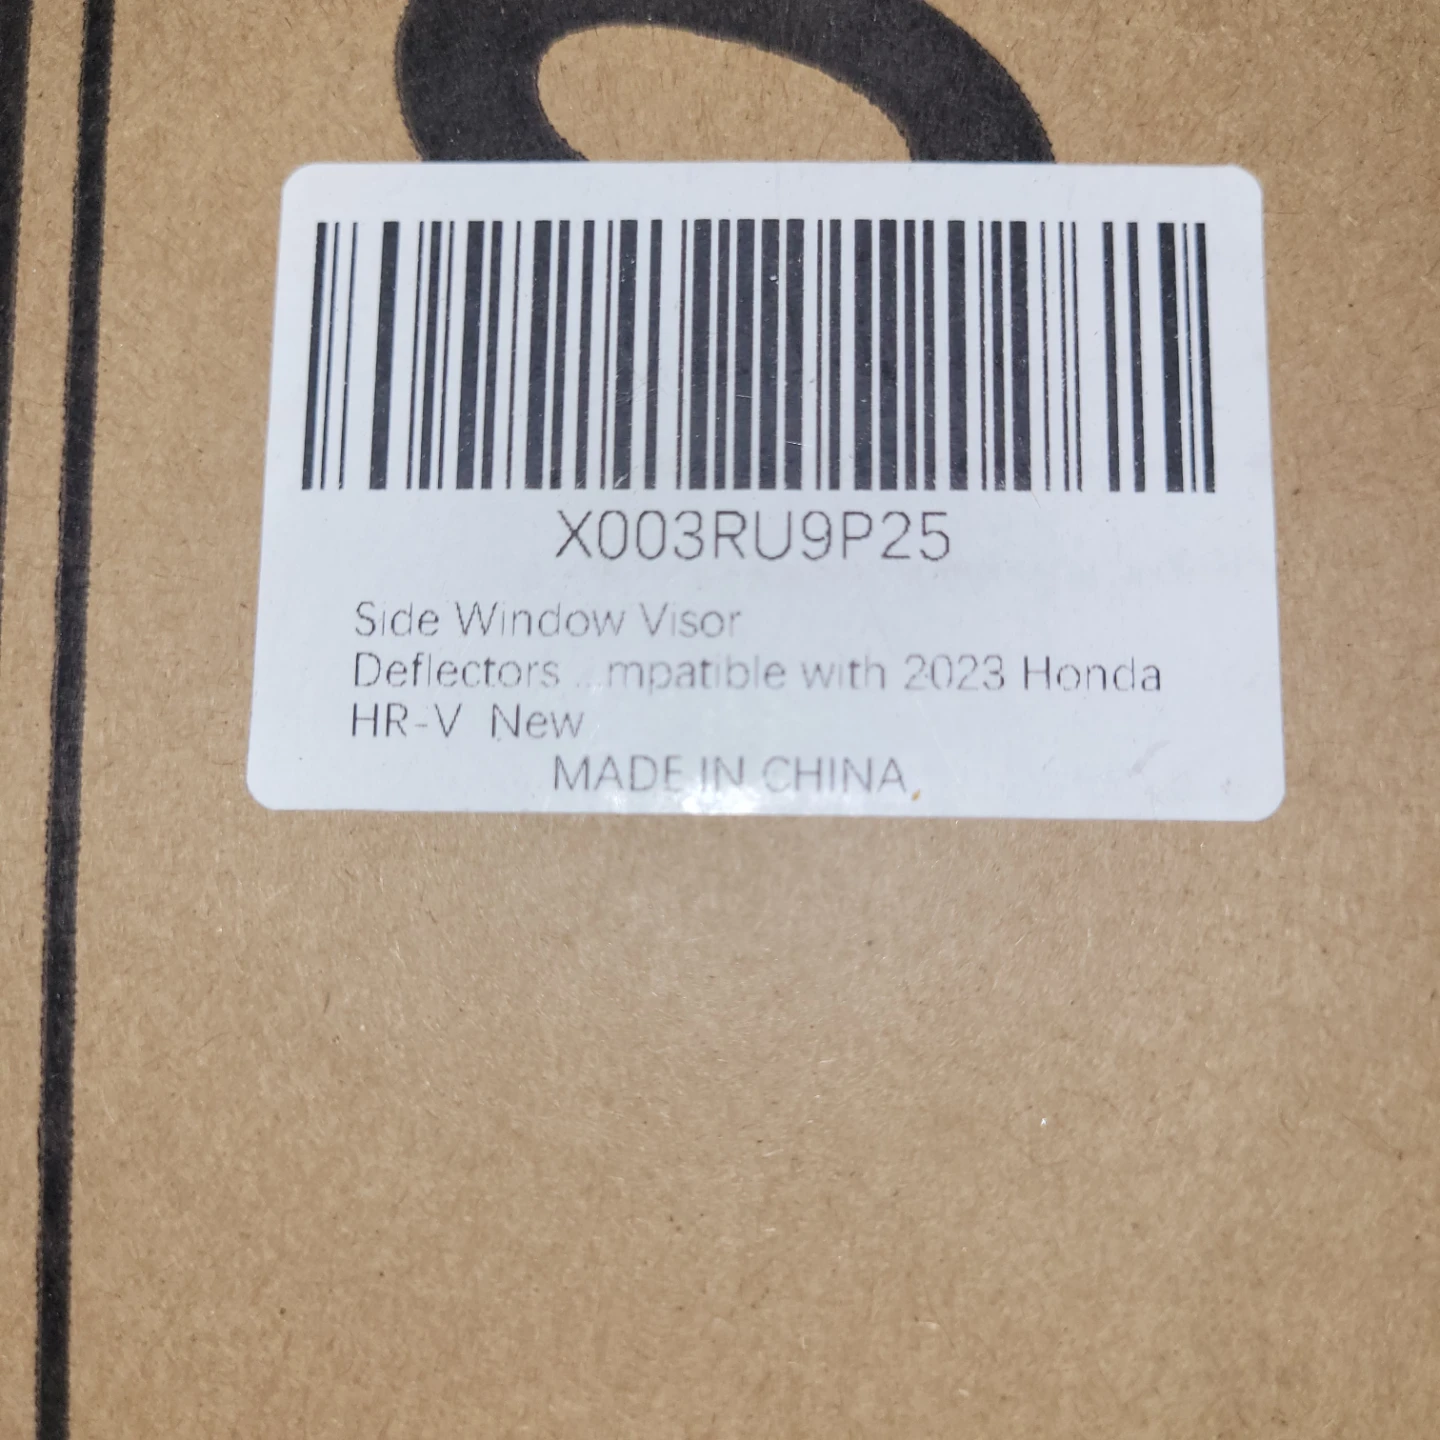 X003RU9P25
Side Window Visor
Deflectors ...mpatible with 2023 Honda
HR-V New
MADE IN CHINA